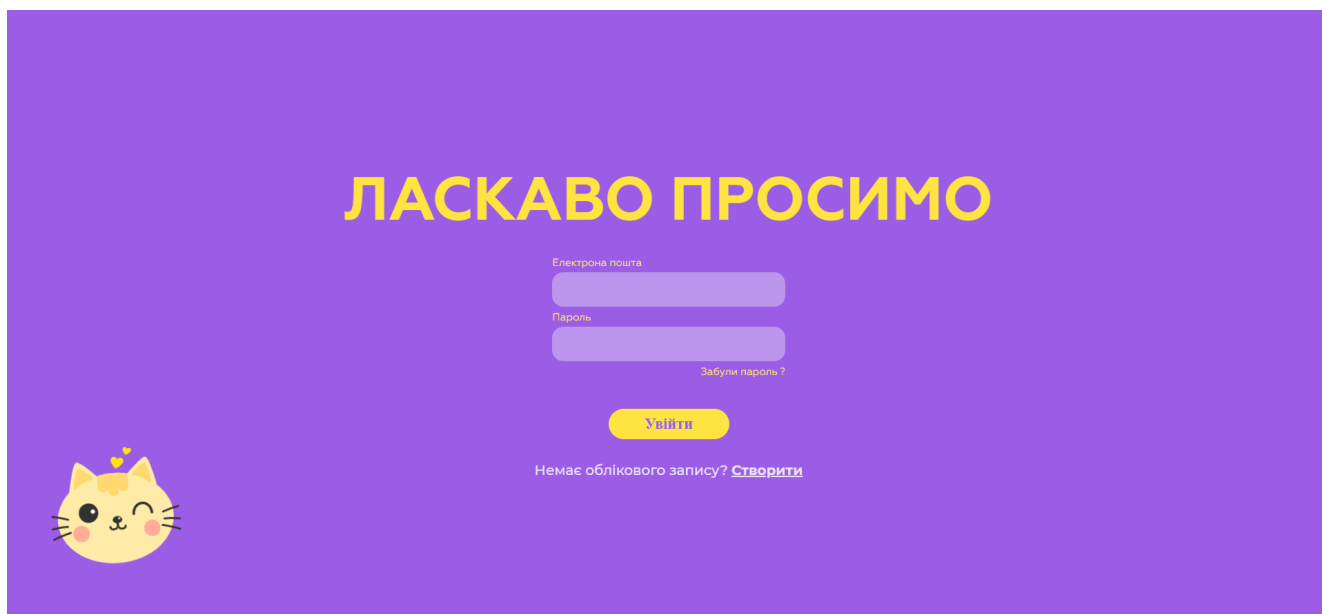 ЛАСКАВО ПРОСИМО
Електрона пошта
Пароль
Забули пароль ?
Увійти
Немає облікового запису? Створити